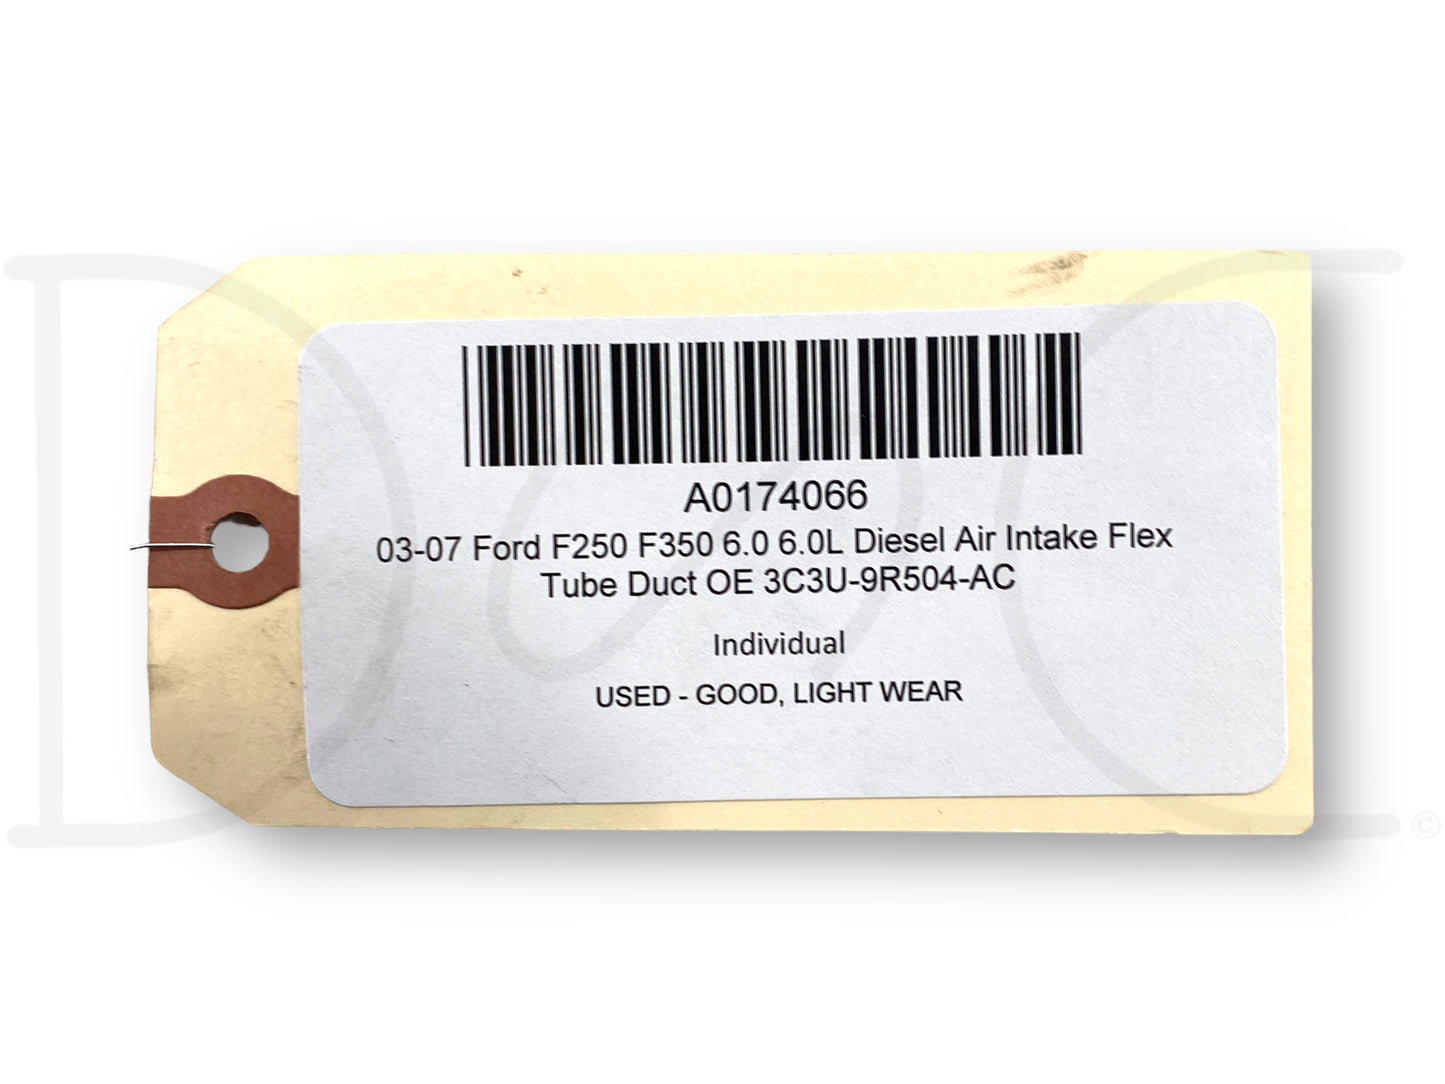 A0174066
03-07 Ford F250 F350 6.0 6.0L Diesel Air Intake Flex
Tube Duct OE 3C3U-9R504-AC
Individual
USED - GOOD, LIGHT WEAR
©